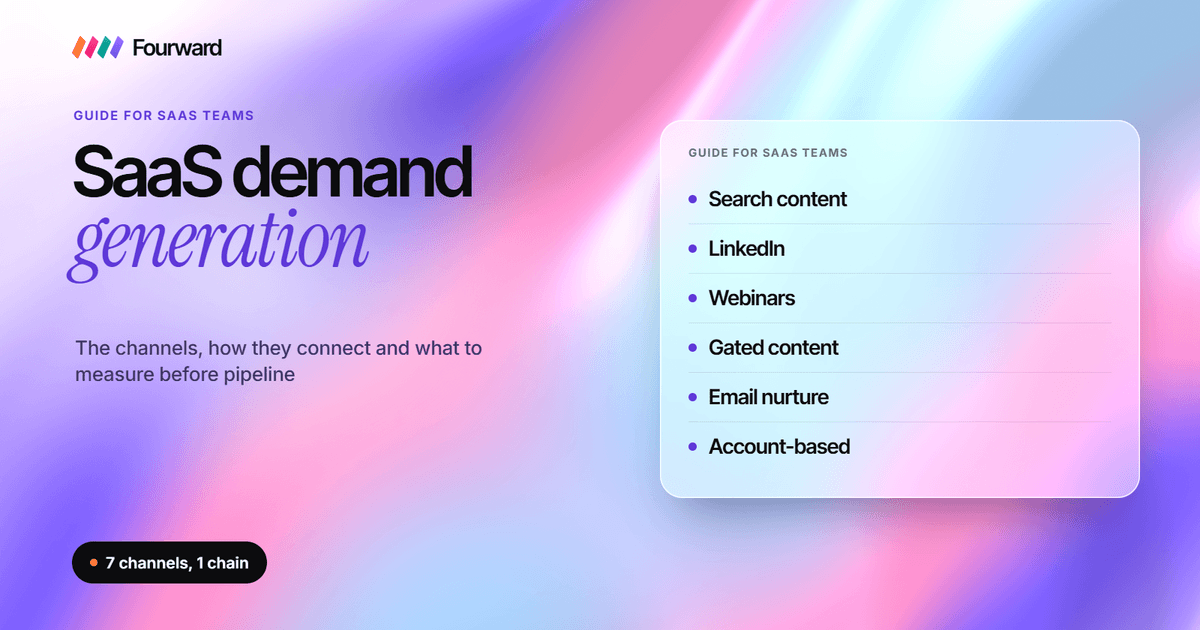 Fourward
GUIDE FOR SAAS TEAMS
SaaS demand
generation
The channels, how they connect and what to
measure before pipeline
7 channels, 1 chain
GUIDE FOR SAAS TEAMS
Search content
LinkedIn
Webinars
Gated content
Email nurture
Account-based